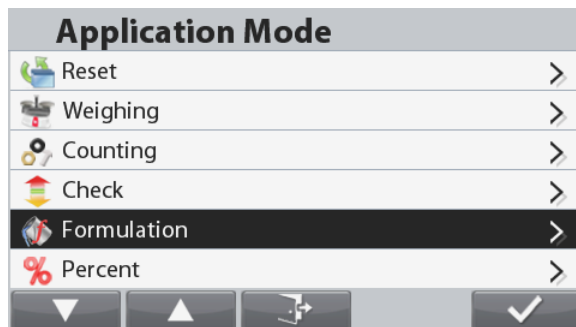 Application Mode
Reset
Weighing
Counting
Check
Formulation
Percent